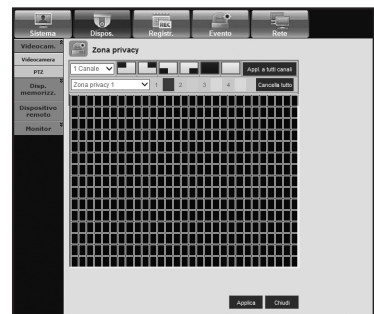 REC
Sistema Dispos. Registr. Evento Rete
Videocam.
Videocamera
PTZ
Disp. memorizz.
Dispositivo remoto
Monitor
Zona privacy
1 Canale Appl. a tutti canali
Zona privacy 1 1 2 3 4 Cancella tutto
Applica Chiudi